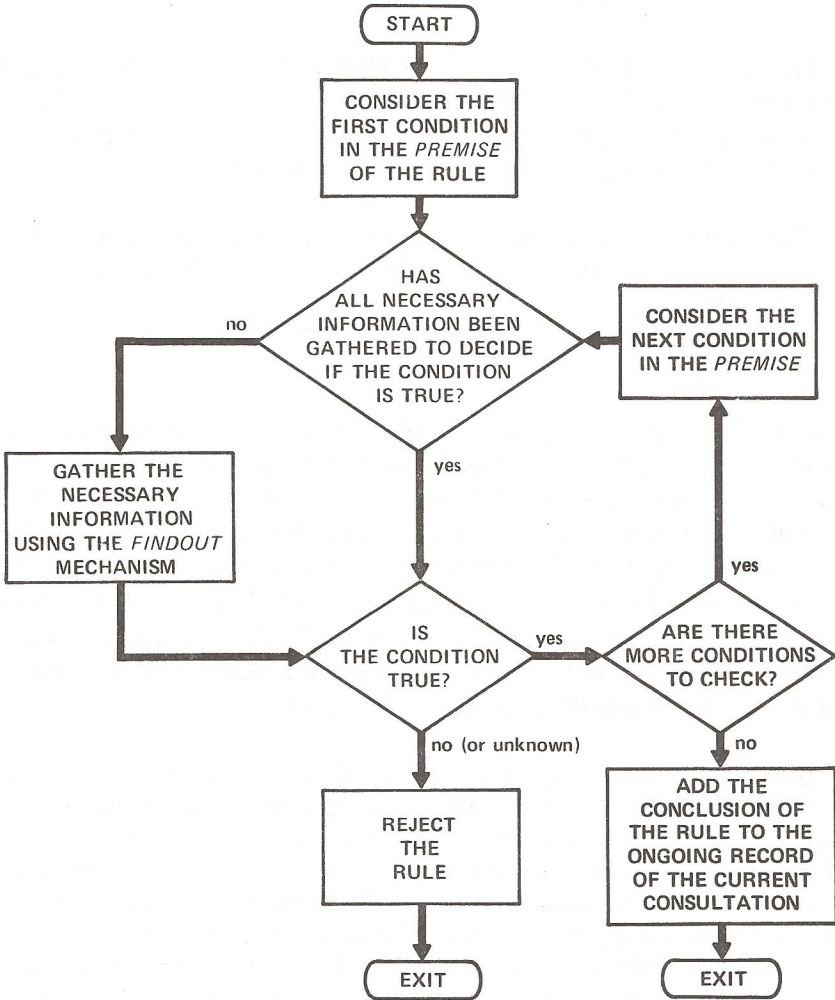 START
CONSIDER THE
FIRST CONDITION
IN THE PREMISE
OF THE RULE
HAS
ALL NECESSARY
INFORMATION BEEN
GATHERED TO DECIDE
IF THE CONDITION
IS TRUE?
no
yes
CONSIDER THE
NEXT CONDITION
IN THE PREMISE
GATHER THE
NECESSARY
INFORMATION
USING THE FINDOUT
MECHANISM
IS
THE CONDITION
TRUE?
yes
no (or unknown)
ARE THERE
MORE CONDITIONS
TO CHECK?
yes
no
REJECT
THE
RULE
EXIT
ADD THE
CONCLUSION OF
THE RULE TO THE
ONGOING RECORD
OF THE CURRENT
CONSULTATION
EXIT